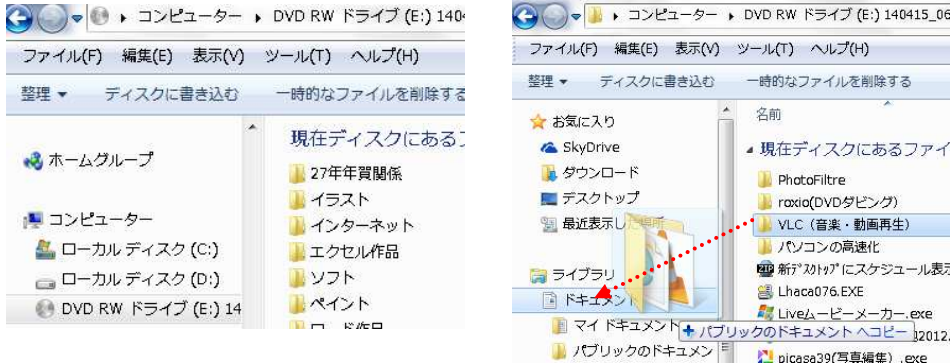 コンピューター ▸ DVD RW ドライブ (E:) 140
ファイル(F) 編集(E) 表示(V) ツール(T) ヘルプ(H)
整理 ▼ ディスクに書き込む 一時的なファイルを削除する
現在ディスクにある
ホームグループ
コンピューター
ローカル ディスク (C:)
ローカル ディスク (D:)
DVD RW ドライブ (E:) 14
27年年賀関係
イラスト
インターネット
エクセル作品
ソフト
ペイント
コンピューター ▸ DVD RW ドライブ (E:) 140415_06
ファイル(F) 編集(E) 表示(V) ツール(T) ヘルプ(H)
整理 ▼ ディスクに書き込む 一時的なファイルを削除する
お気に入り
SkyDrive
ダウンロード
デスクトップ
最近表示した場所
ライブラリ
ドキュメント
マイ ドキュメント
パブリックのドキュメン
名前
現在ディスクにあるファイ
PhotoFiltre
roxio(DVDダビング)
VLC（音楽・動画再生）
パソコンの高速化
新デスクトップにスケジュール表示
Lhaca076.EXE
Liveムービーメーカー.exe
2012.
picasa39(写真編集）.exe
パブリックのドキュメント へコピー